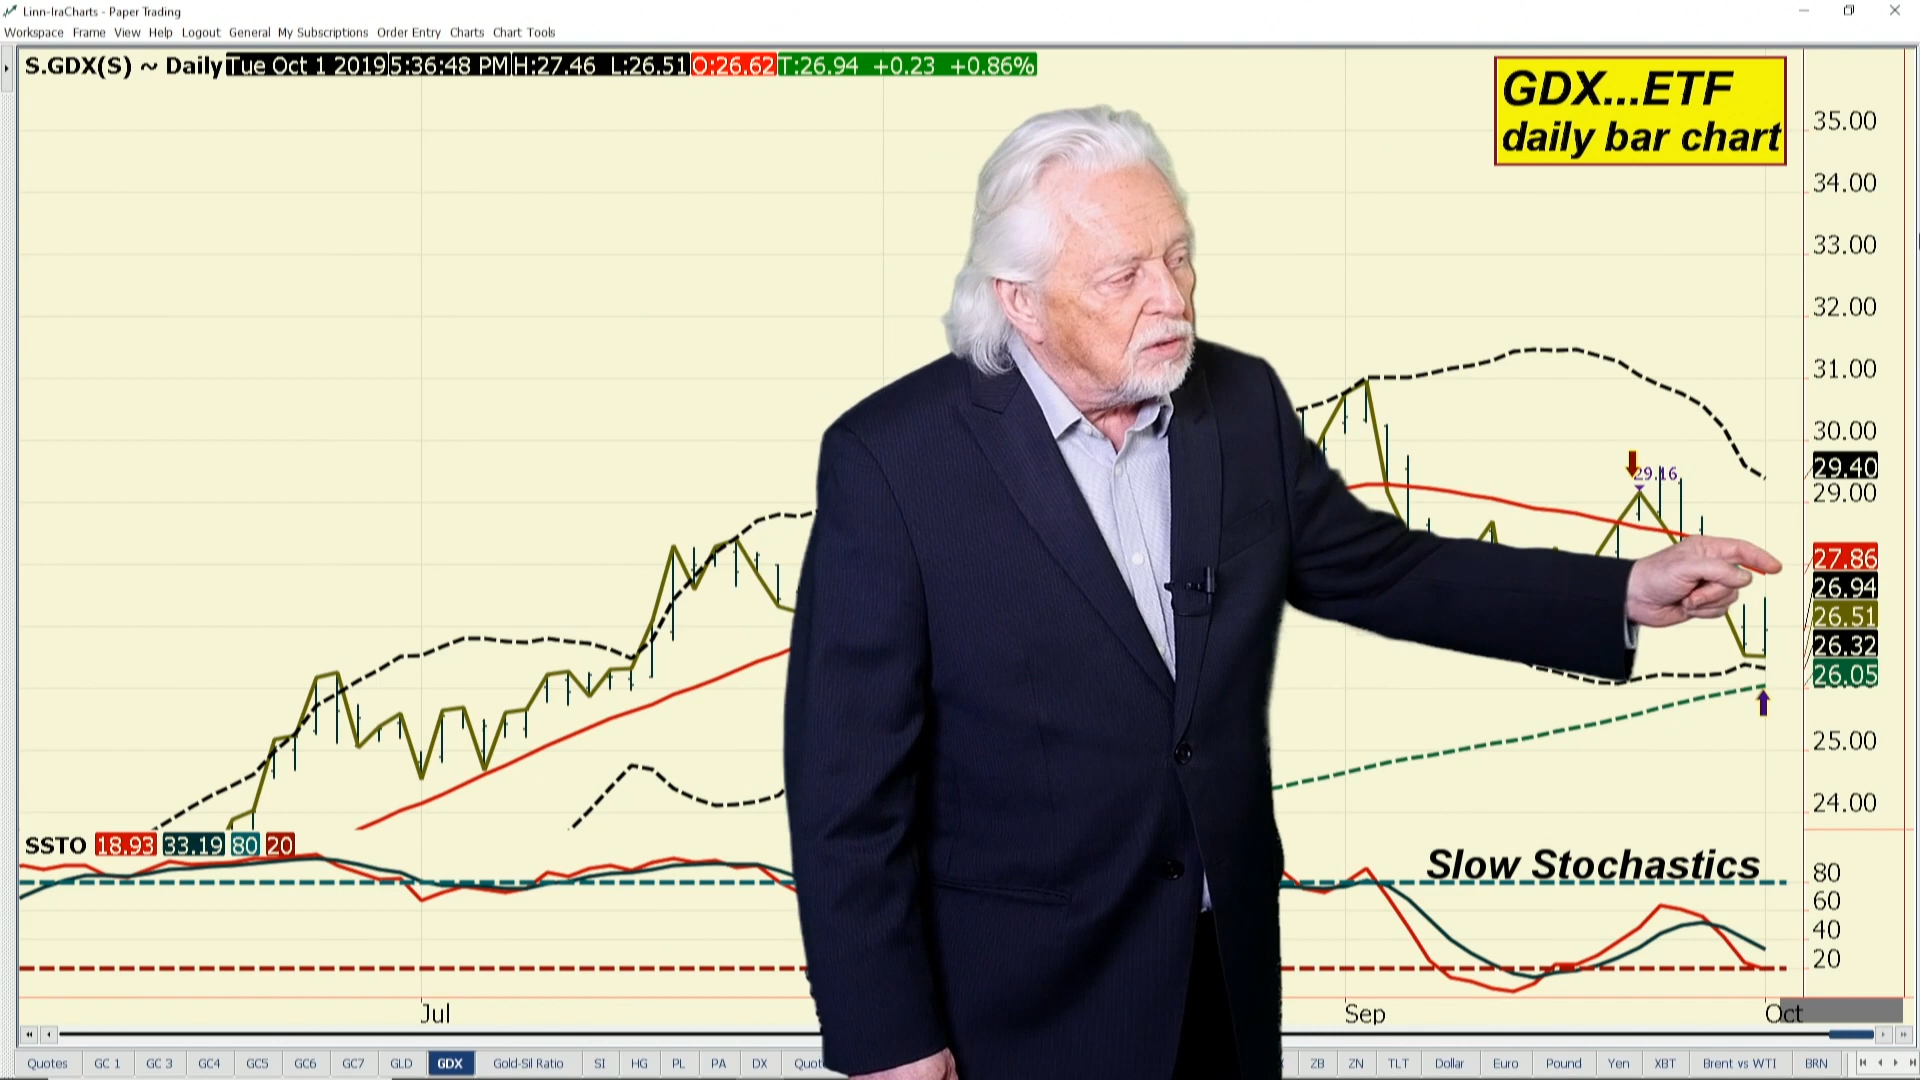 Linn-IraCharts - Paper Trading
Workspace Frame View Help Logout General My Subscriptions Order Entry Charts Chart Tools
S.GDX(S) ~ Daily Tue Oct 1 2019 5:36:48 PM H:27.46 L:26.51 O:26.62 T:26.94 +0.23 +0.86%
GDX...ETF
daily bar chart
35.00
34.00
33.00
32.00
31.00
30.00
29.40
29.16
29.00
27.86
26.94
26.51
26.32
26.05
25.00
24.00
SSTO 18.93 33.19 80 20
Slow Stochastics
80
60
40
20
Jul Sep Oct
Quotes GC 1 GC 3 GC4 GC5 GC6 GC7 GLD GDX Gold-Sil Ratio SI HG PL PA DX Quot ZB ZN TLT Dollar Euro Pound Yen XBT Brent vs WTI BRN